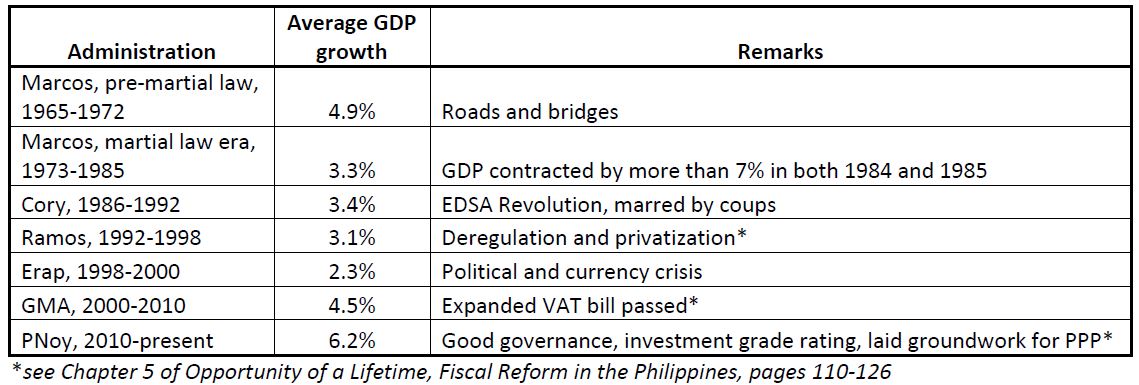 Administration Average GDP growth Remarks
Marcos, pre-martial law, 1965-1972 4.9% Roads and bridges
Marcos, martial law era, 1973-1985 3.3% GDP contracted by more than 7% in both 1984 and 1985
Cory, 1986-1992 3.4% EDSA Revolution, marred by coups
Ramos, 1992-1998 3.1% Deregulation and privatization*
Erap, 1998-2000 2.3% Political and currency crisis
GMA, 2000-2010 4.5% Expanded VAT bill passed*
PNoy, 2010-present 6.2% Good governance, investment grade rating, laid groundwork for PPP*
*see Chapter 5 of Opportunity of a Lifetime, Fiscal Reform in the Philippines, pages 110-126